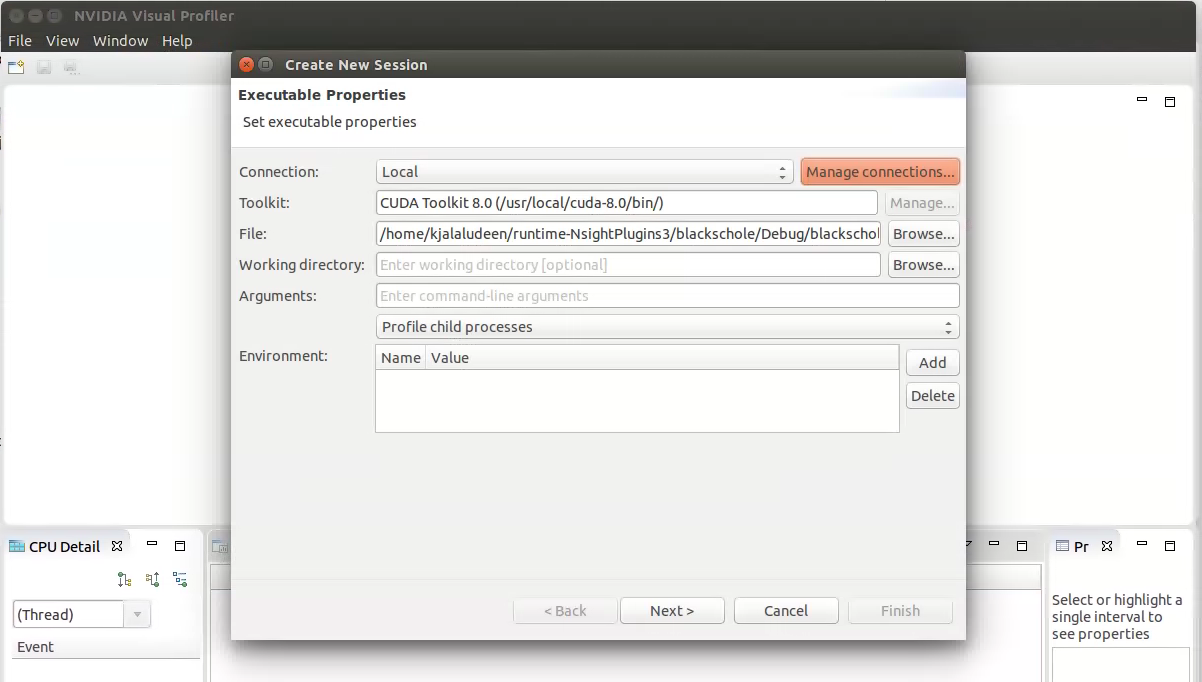 NVIDIA Visual Profiler
File View Window Help
Create New Session
Executable Properties
Set executable properties
Connection: Local Manage connections...
Toolkit: CUDA Toolkit 8.0 (/usr/local/cuda-8.0/bin/) Manage...
File: /home/kjalaludeen/runtime-NsightPlugins3/blackschole/Debug/blackschol Browse...
Working directory: Enter working directory [optional] Browse...
Arguments: Enter command-line arguments
Profile child processes
Environment: Name Value Add
Delete
< Back Next > Cancel Finish
CPU Detail
(Thread)
Event
Pr
Select or highlight a
single interval to
see properties